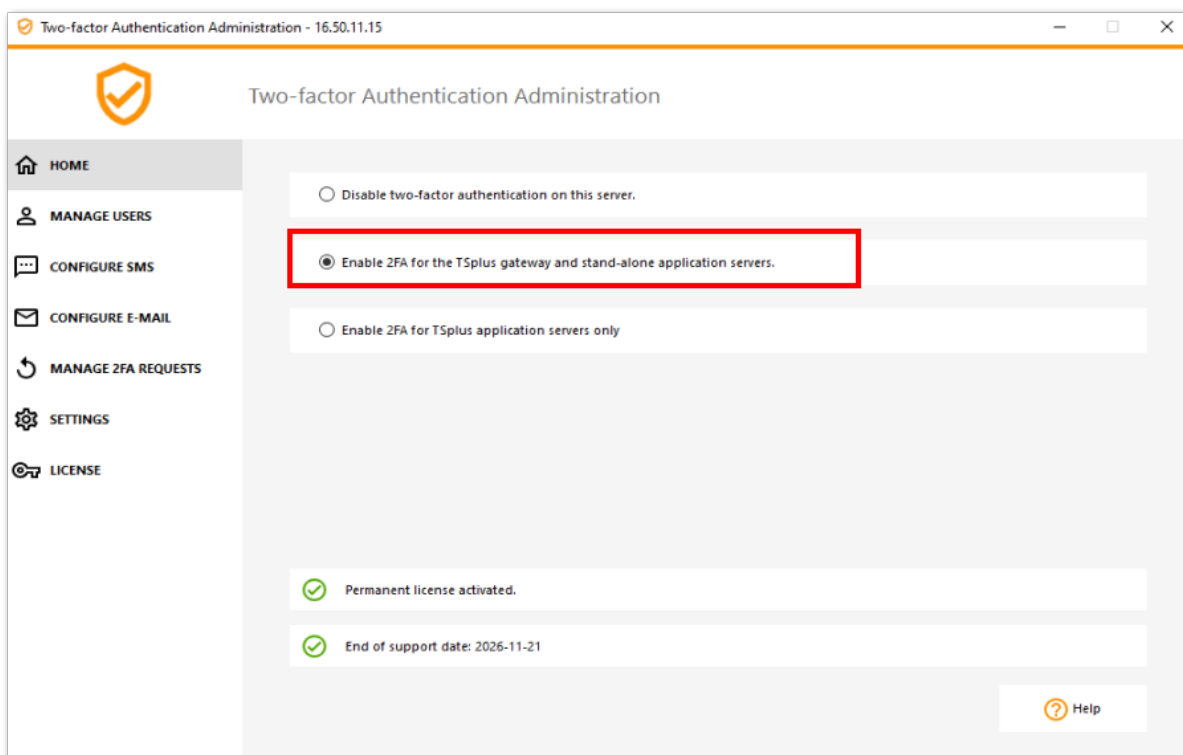 Two-factor Authentication Administration - 16.50.11.15
Two-factor Authentication Administration
HOME
MANAGE USERS
CONFIGURE SMS
CONFIGURE E-MAIL
MANAGE 2FA REQUESTS
SETTINGS
LICENSE
Disable two-factor authentication on this server.
Enable 2FA for the TSplus gateway and stand-alone application servers.
Enable 2FA for TSplus application servers only
Permanent license activated.
End of support date: 2026-11-21
Help